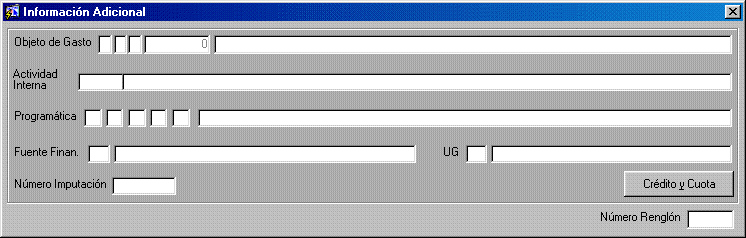 Información Adicional
Objeto de Gasto 0
Actividad
Interna
Programática
Fuente Finan. UG
Número Imputación Crédito y Cuota
Número Renglón